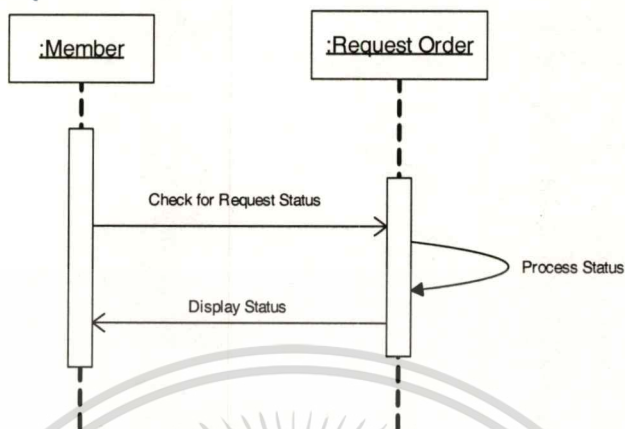 :Member
:Request Order
Check for Request Status
Process Status
Display Status